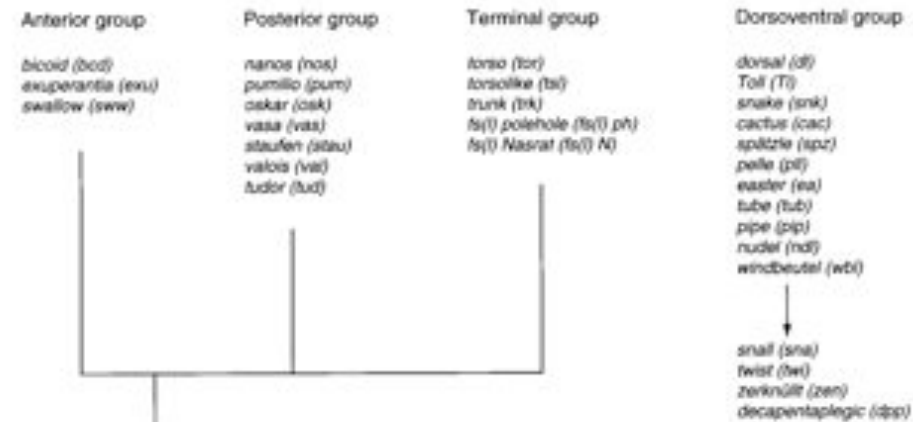 Anterior group
bicoid (bcd)
exuperantia (exu)
swallow (sww)
Posterior group
nanos (nos)
pumilio (pum)
oskar (osk)
vasa (vas)
staufen (stau)
valois (val)
tudor (tud)
Terminal group
torso (tor)
torsolike (tsl)
trunk (trk)
fs(l) polehole (fs(l) ph)
fs(l) Nasrat (fs(l) N)
Dorsoventral group
dorsal (dl)
Toll (Tl)
snake (snk)
cactus (cac)
spätzle (spz)
pelle (pll)
easter (ea)
tube (tub)
pipe (pip)
nudel (ndl)
windbeutel (wbl)
snail (sna)
twist (twi)
zerknüllt (zen)
decapentaplegic (dpp)